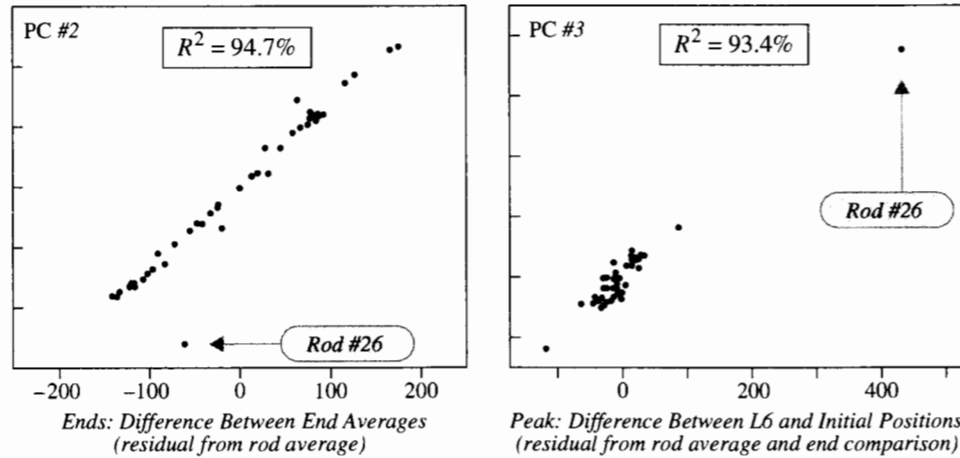 PC #2
R² = 94.7%
Rod #26
−200 −100 0 100 200
Ends: Difference Between End Averages
(residual from rod average)
PC #3
R² = 93.4%
Rod #26
0 200 400
Peak: Difference Between L6 and Initial Positions
(residual from rod average and end comparison)